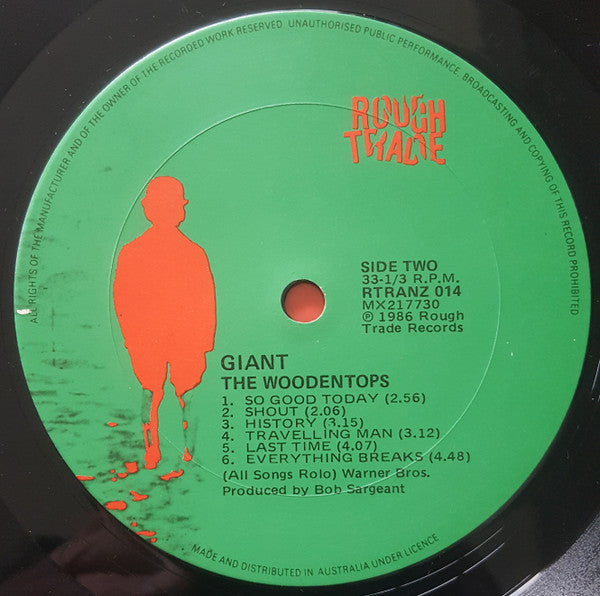 ALL RIGHTS OF THE MANUFACTURER AND OF THE OWNER OF THE RECORDED WORK RESERVED. UNAUTHORISED PUBLIC PERFORMANCE, BROADCASTING AND COPYING OF THIS RECORD PROHIBITED
ROUGH
TRADE
SIDE TWO
33-1/3 R.P.M.
RTRANZ 014
MX217730
℗ 1986 Rough
Trade Records
GIANT
THE WOODENTOPS
1. SO GOOD TODAY (2.56)
2. SHOUT (2.06)
3. HISTORY (3.15)
4. TRAVELLING MAN (3.12)
5. LAST TIME (4.07)
6. EVERYTHING BREAKS (4.48)
(All Songs Rolo) Warner Bros.
Produced by Bob Sargeant
MADE AND DISTRIBUTED IN AUSTRALIA UNDER LICENCE